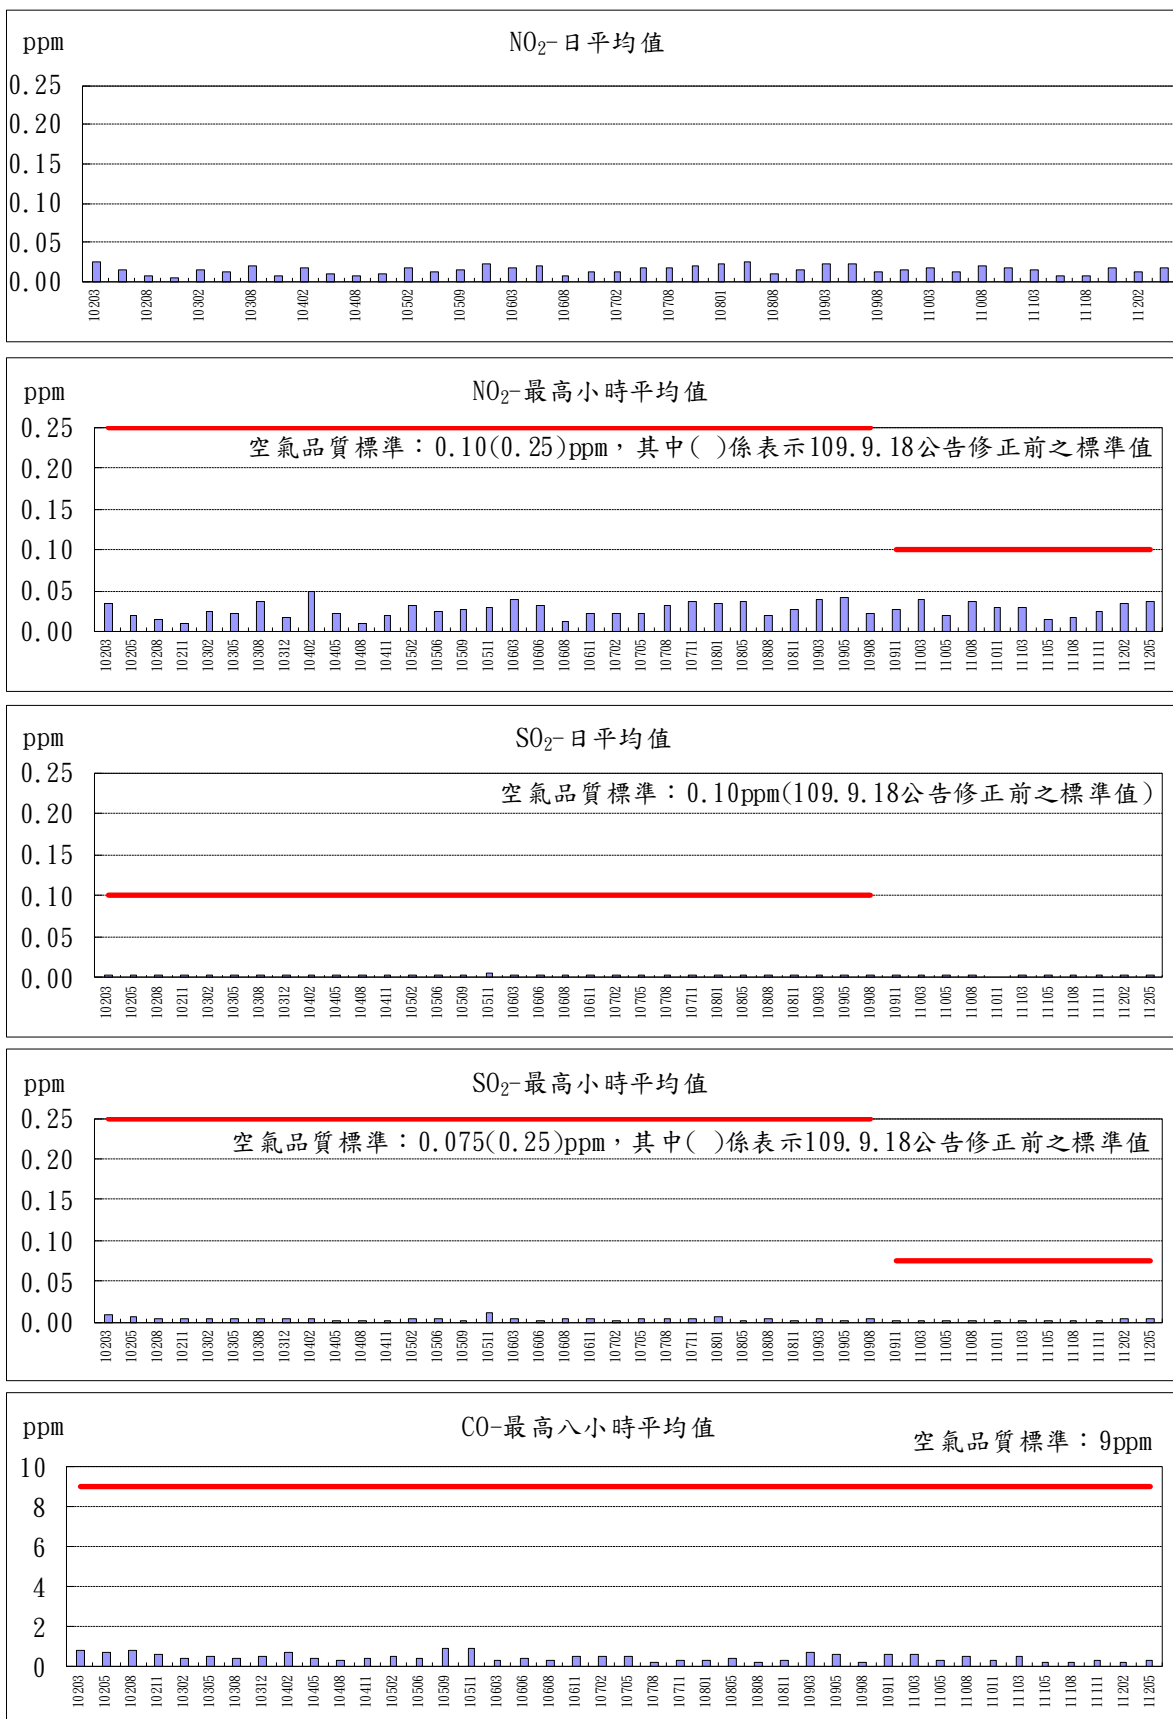 ppm
NO₂-日平均值
0.25
0.20
0.15
0.10
0.05
0.00
10203 10208 10302 10308 10402 10408 10502 10509 10603 10608 10702 10708 10801 10808 10903 10908 11003 11008 11103 11108 11202
ppm
NO₂-最高小時平均值
0.25
空氣品質標準：0.10(0.25)ppm，其中( )係表示109.9.18公告修正前之標準值
0.20
0.15
0.10
0.05
0.00
10203 10205 10208 10211 10302 10305 10308 10312 10402 10405 10408 10411 10502 10506 10509 10511 10603 10606 10608 10611 10702 10705 10708 10711 10801 10805 10808 10811 10903 10905 10908 10911 11003 11005 11008 11011 11103 11105 11108 11111 11202 11205
ppm
SO₂-日平均值
0.25
空氣品質標準：0.10ppm(109.9.18公告修正前之標準值)
0.20
0.15
0.10
0.05
0.00
10203 10205 10208 10211 10302 10305 10308 10312 10402 10405 10408 10411 10502 10506 10509 10511 10603 10606 10608 10611 10702 10705 10708 10711 10801 10805 10808 10811 10903 10905 10908 10911 11003 11005 11008 11011 11103 11105 11108 11111 11202 11205
ppm
SO₂-最高小時平均值
0.25
空氣品質標準：0.075(0.25)ppm，其中( )係表示109.9.18公告修正前之標準值
0.20
0.15
0.10
0.05
0.00
10203 10205 10208 10211 10302 10305 10308 10312 10402 10405 10408 10411 10502 10506 10509 10511 10603 10606 10608 10611 10702 10705 10708 10711 10801 10805 10808 10811 10903 10905 10908 10911 11003 11005 11008 11011 11103 11105 11108 11111 11202 11205
ppm
CO-最高八小時平均值
空氣品質標準：9ppm
10
8
6
4
2
0
10203 10205 10208 10211 10302 10305 10308 10312 10402 10405 10408 10411 10502 10506 10509 10511 10603 10606 10608 10611 10702 10705 10708 10711 10801 10805 10808 10811 10903 10905 10908 10911 11003 11005 11008 11011 11103 11105 11108 11111 11202 11205